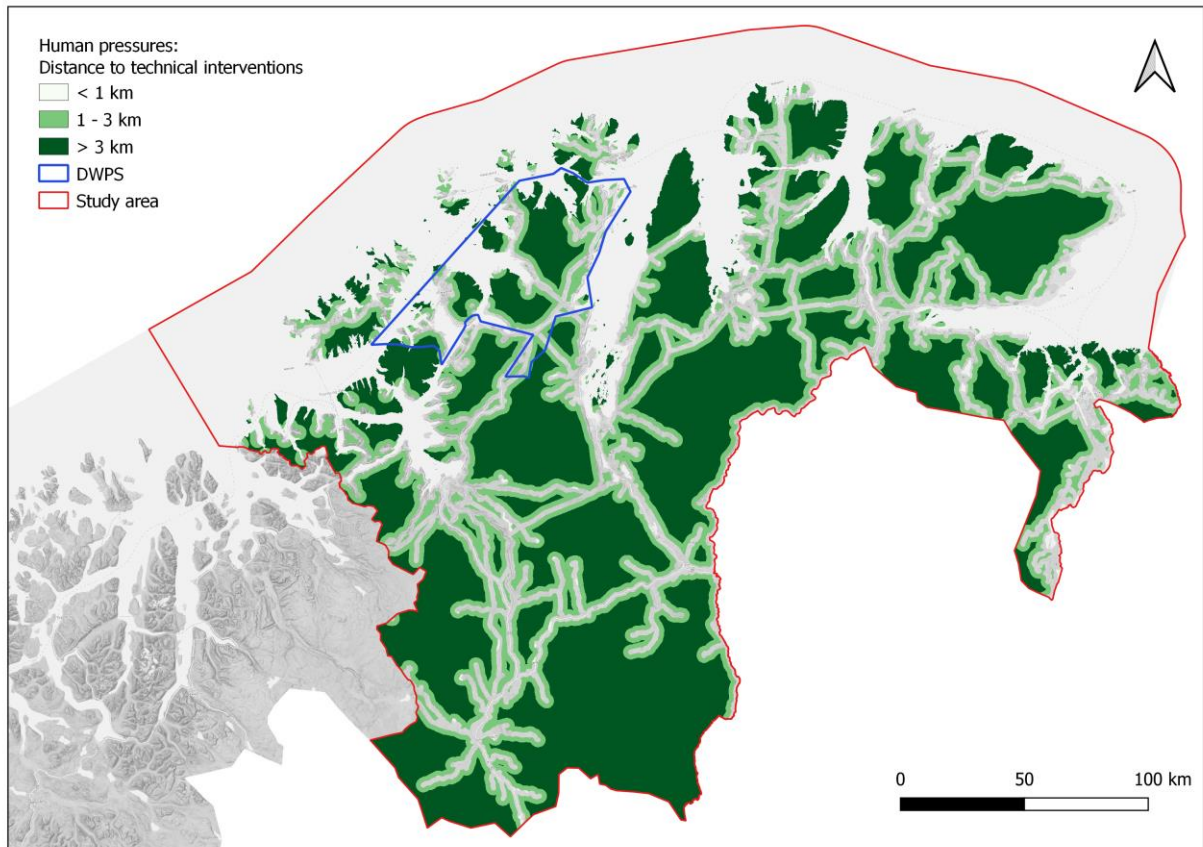 Human pressures:
Distance to technical interventions
< 1 km
1 - 3 km
> 3 km
DWPS
Study area
0 50 100 km